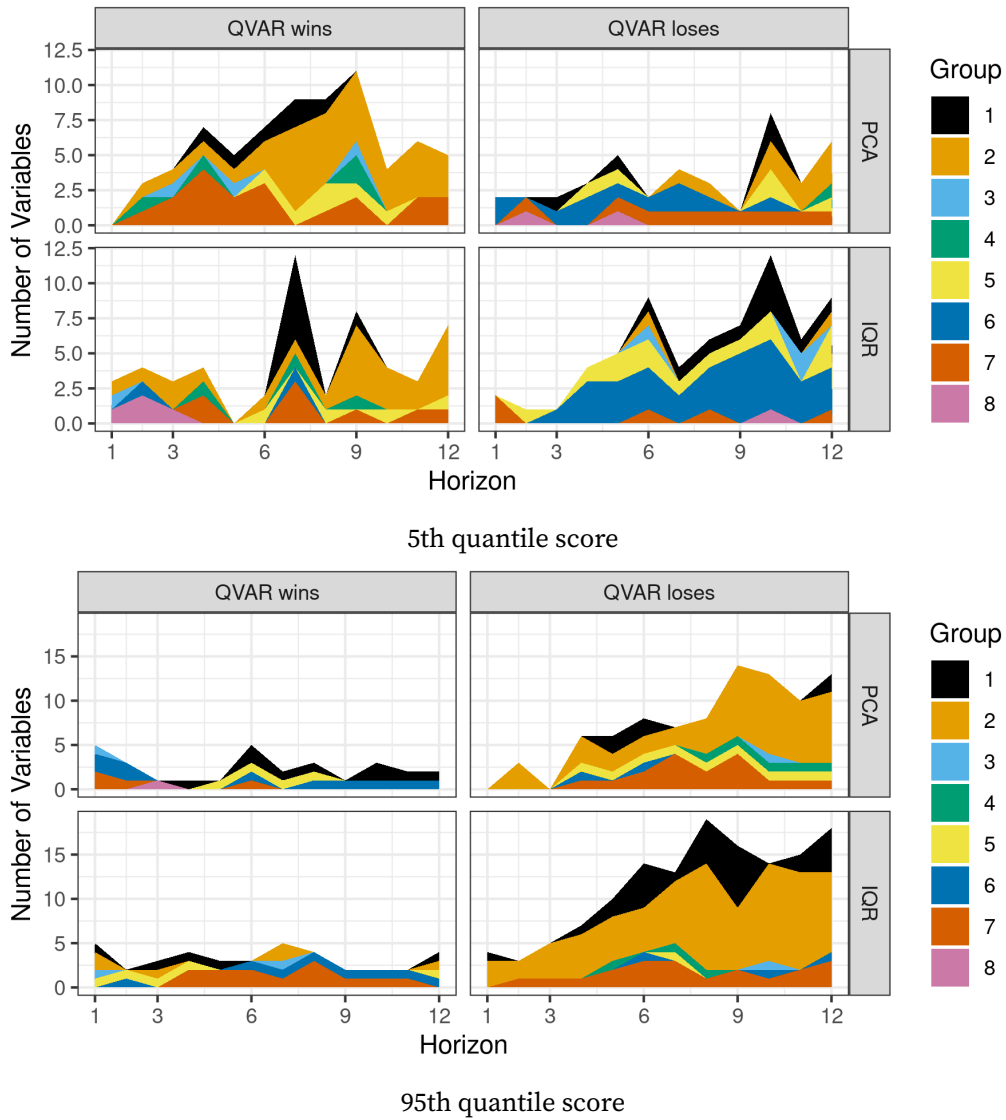 QVAR wins QVAR loses
12.5
10.0
7.5
5.0
2.5
0.0
PCA
12.5
10.0
7.5
5.0
2.5
0.0
IQR
Number of Variables
1 3 6 9 12 1 3 6 9 12
Horizon
Group
1
2
3
4
5
6
7
8
5th quantile score
QVAR wins QVAR loses
15
10
5
0
PCA
15
10
5
0
IQR
Number of Variables
1 3 6 9 12 1 3 6 9 12
Horizon
Group
1
2
3
4
5
6
7
8
95th quantile score